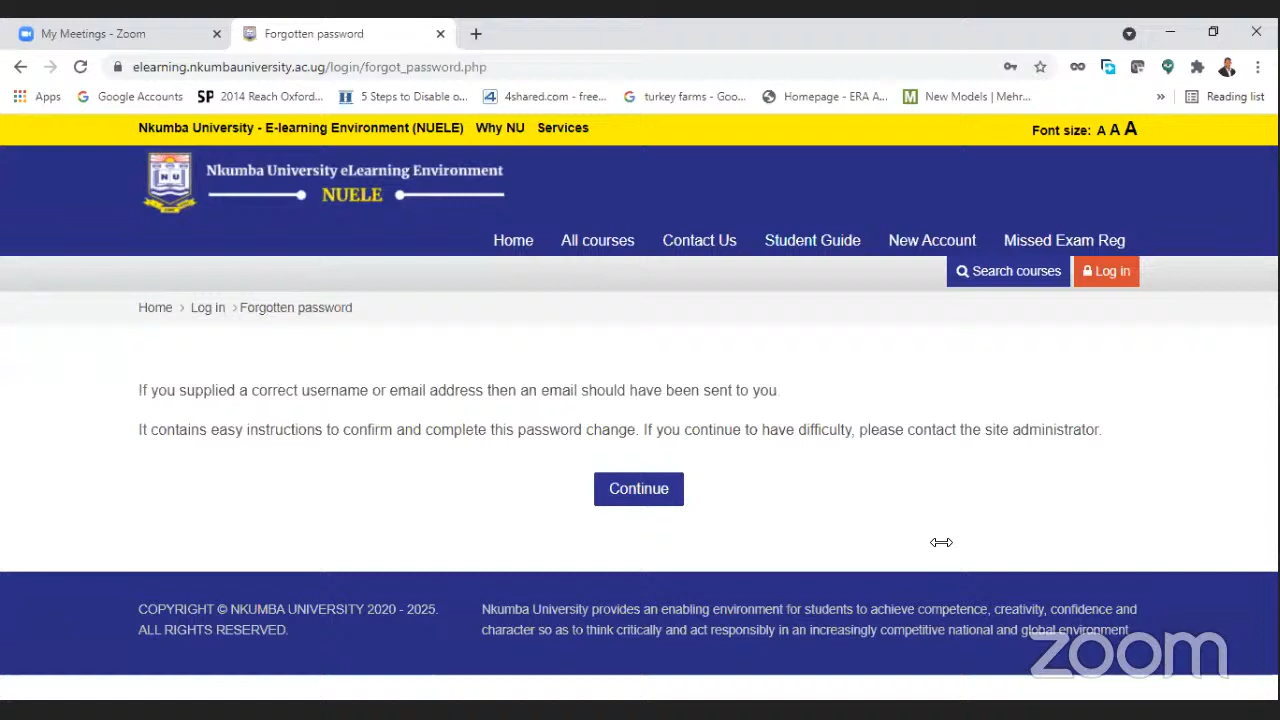 My Meetings - Zoom
Forgotten password
elearning.nkumbauniversity.ac.ug/login/forgot_password.php
Apps
Google Accounts
SP 2014 Reach Oxford...
5 Steps to Disable o...
4 4shared.com - free...
turkey farms - Goo...
Homepage - ERA A...
M New Models | Mehr...
»
Reading list
Nkumba University - E-learning Environment (NUELE) Why NU Services
Font size: A A A
NU
Nkumba University eLearning Environment
NUELE
Home All courses Contact Us Student Guide New Account Missed Exam Reg
Search courses Log in
Home › Log in › Forgotten password
If you supplied a correct username or email address then an email should have been sent to you.
It contains easy instructions to confirm and complete this password change. If you continue to have difficulty, please contact the site administrator.
Continue
COPYRIGHT © NKUMBA UNIVERSITY 2020 - 2025.
ALL RIGHTS RESERVED.
Nkumba University provides an enabling environment for students to achieve competence, creativity, confidence and
character so as to think critically and act responsibly in an increasingly competitive national and global environment
zoom